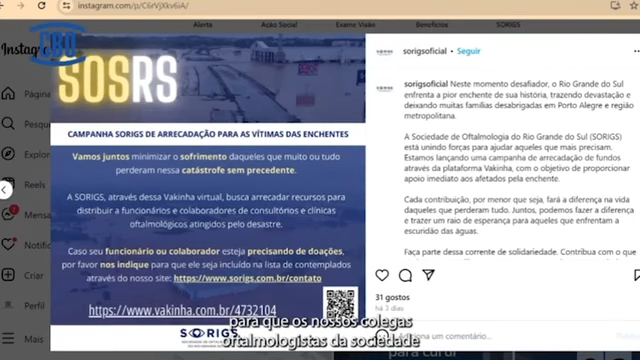 instagram.com/p/C6rVjXkv6iA/
Alerta
Ação Social
Exame Visão
Benefícios
SORIGS
Instagram
CBO
Página
Pesqu
Explor
Reels
Mensa
Notific
Criar
Perfil
Mais
SOSRS
CAMPANHA SORIGS DE ARRECADAÇÃO PARA AS VÍTIMAS DAS ENCHENTES
Vamos juntos minimizar o sofrimento daqueles que muito ou tudo
perderam nessa catástrofe sem precedente.
A SORIGS, através dessa Vakinha virtual, busca arrecadar recursos para
distribuir a funcionários e colaboradores de consultórios e clínicas
oftalmológicos atingidos pelo desastre.
Caso seu funcionário ou colaborador esteja precisando de doações,
por favor nos indique para que ele seja incluído na lista de contemplados
através do nosso site: https://www.sorigs.com.br/contato
https://www.vakinha.com.br/4732104
SORIGS
sorigsoficial • Seguir
sorigsoficial Neste momento desafiador, o Rio Grande do Sul
enfrenta a pior enchente de sua história, trazendo devastação e
deixando muitas famílias desabrigadas em Porto Alegre e região
metropolitana.
A Sociedade de Oftalmologia do Rio Grande do Sul (SORIGS)
está unindo forças para ajudar aqueles que mais precisam.
Estamos lançando uma campanha de arrecadação de fundos
através da plataforma Vakinha, com o objetivo de proporcionar
apoio imediato aos afetados pela enchente.
Cada contribuição, por menor que seja, fará a diferença na vida
daqueles que perderam tudo. Juntos, podemos fazer a diferença
e trazer um raio de esperança para aqueles que enfrentam a
escuridão das águas.
Faça parte dessa corrente de solidariedade. Contribua com o que
31 gostos
há 3 dias
Adiciona um comentário...
para que os nossos colegas
oftalmologistas da sociedade